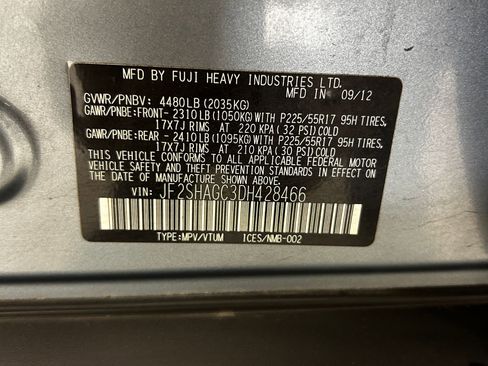 MFD BY FUJI HEAVY INDUSTRIES LTD.
MFD IN 09/12
GVWR/PNBV: 4480LB (2035KG)
GAWR/PNBE:FRONT- 2310LB (1050KG) WITH P225/55R17 95H TIRES,
17X7J RIMS AT 220 KPA ( 32 PSI) COLD
GAWR/PNBE:REAR - 2410LB (1095KG) WITH P225/55R17 95H TIRES,
17X7J RIMS AT 210 KPA ( 30 PSI) COLD
THIS VEHICLE CONFORMS TO ALL APPLICABLE FEDERAL MOTOR
VEHICLE SAFETY AND THEFT PREVENTION STANDARDS IN EFFECT ON
THE DATE OF MANUFACTURE SHOWN ABOVE.
VIN: JF2SHAGC3DH428466
TYPE:MPV/VTUM ICES/NMB-002